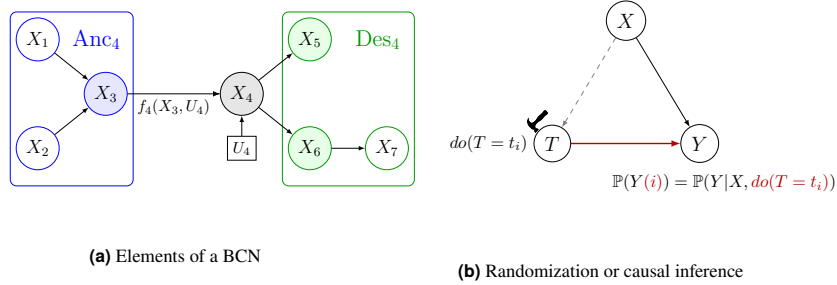 X₁ Anc₄ X₅ Des₄ X
X₃ f₄(X₃, U₄) X₄
X₂ U₄ X₆ X₇ do(T = tᵢ) T Y
ℙ(Y(i)) = ℙ(Y|X, do(T = tᵢ))
(a) Elements of a BCN
(b) Randomization or causal inference